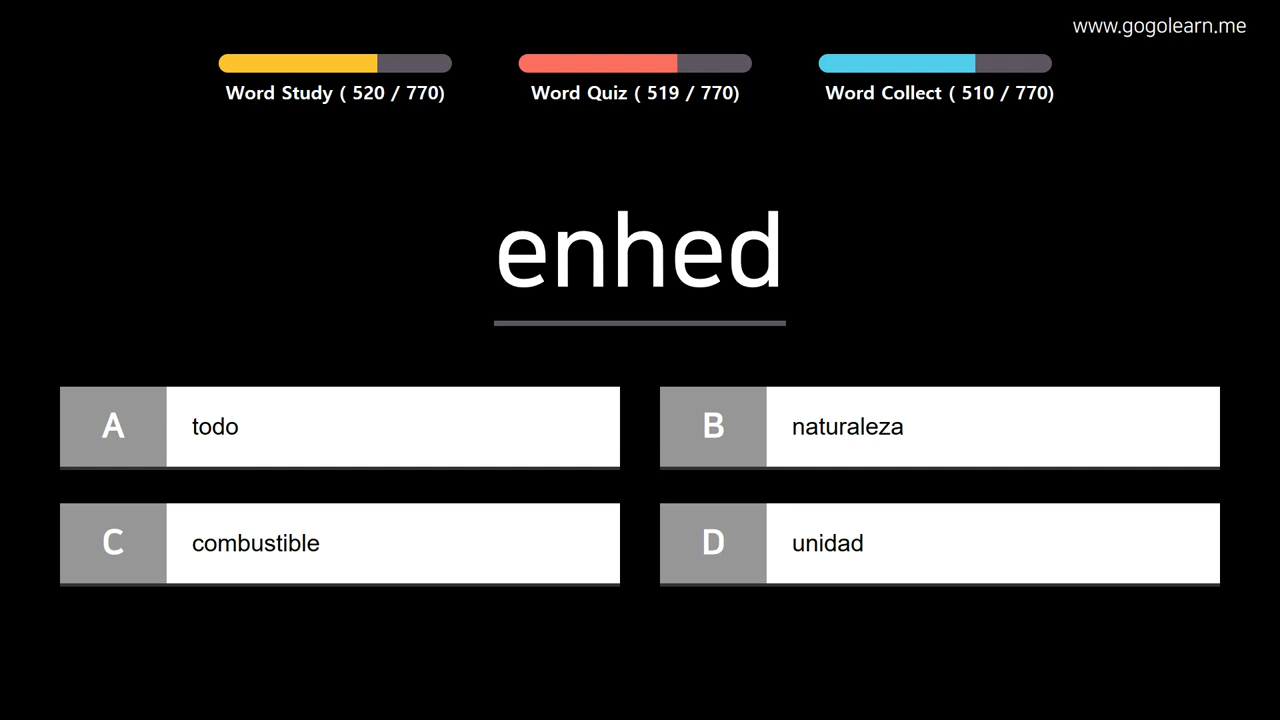 www.gogolearn.me
Word Study ( 520 / 770)
Word Quiz ( 519 / 770)
Word Collect ( 510 / 770)
enhed
A todo
B naturaleza
C combustible
D unidad